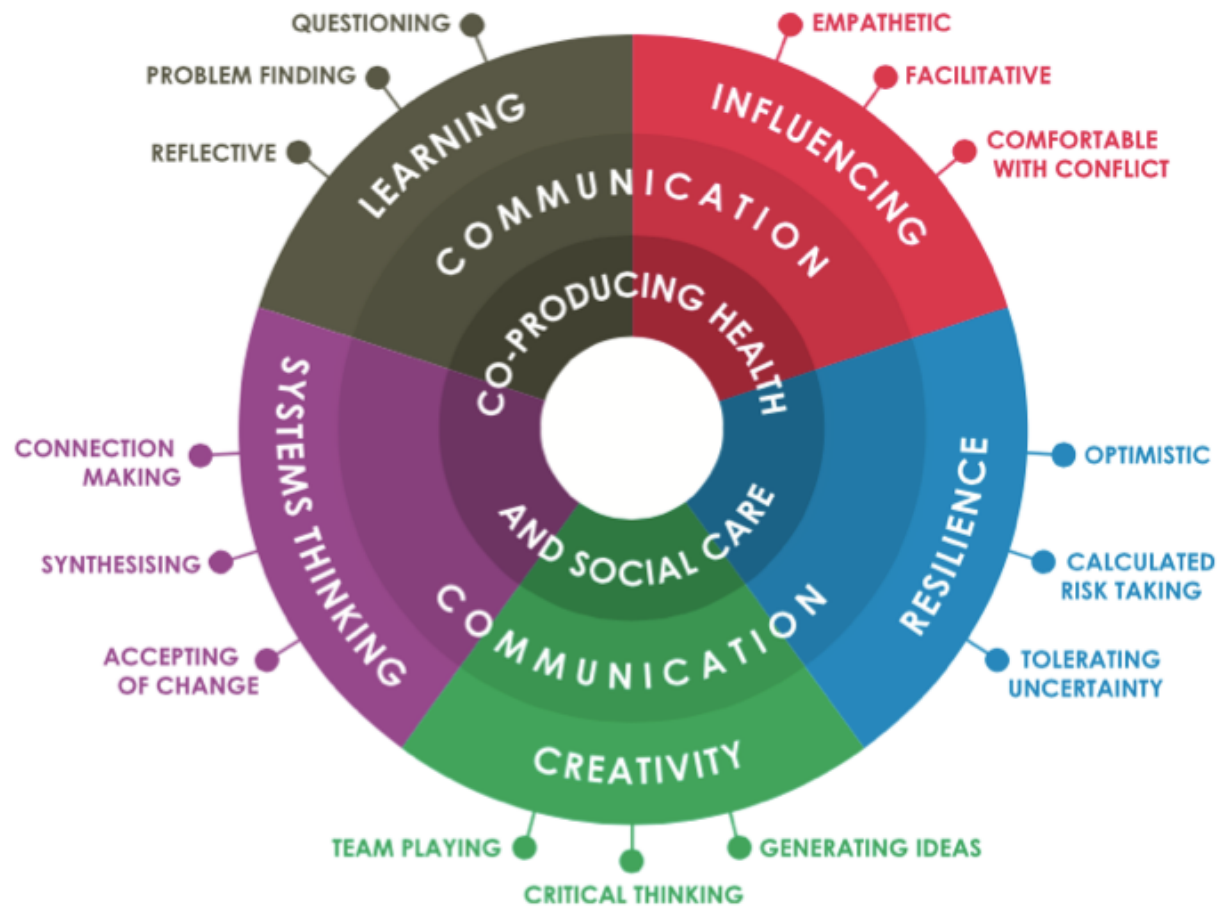 QUESTIONING
PROBLEM FINDING
REFLECTIVE
EMPATHETIC
FACILITATIVE
COMFORTABLE
WITH CONFLICT
LEARNING
INFLUENCING
COMMUNICATION
CO-PRODUCING HEALTH
AND SOCIAL CARE
COMMUNICATION
SYSTEMS THINKING
RESILIENCE
CREATIVITY
CONNECTION
MAKING
SYNTHESISING
ACCEPTING
OF CHANGE
OPTIMISTIC
CALCULATED
RISK TAKING
TOLERATING
UNCERTAINTY
TEAM PLAYING
CRITICAL THINKING
GENERATING IDEAS